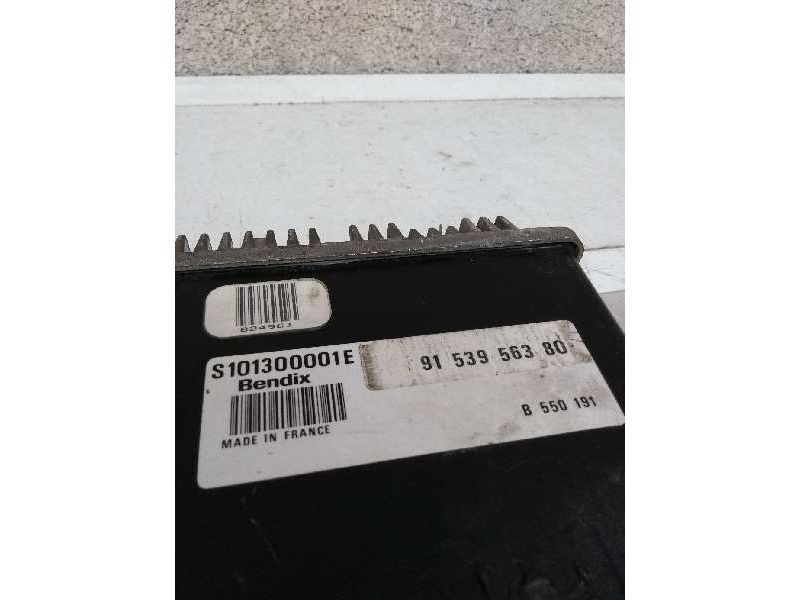 S101300001E
91 539 563 80
Bendix
B 550 191
MADE IN FRANCE